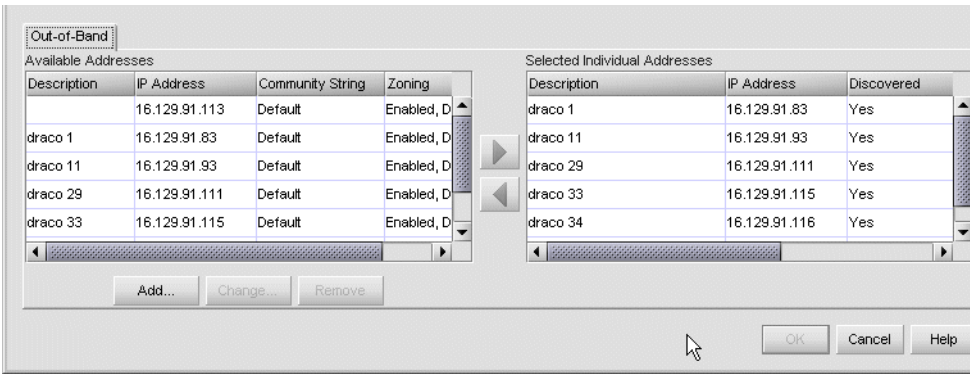 Out-of-Band
Available Addresses
Description IP Address Community String Zoning
16.129.91.113 Default Enabled, D
draco 1 16.129.91.83 Default Enabled, D
draco 11 16.129.91.93 Default Enabled, D
draco 29 16.129.91.111 Default Enabled, D
draco 33 16.129.91.115 Default Enabled, D
Add... Change... Remove
Selected Individual Addresses
Description IP Address Discovered
draco 1 16.129.91.83 Yes
draco 11 16.129.91.93 Yes
draco 29 16.129.91.111 Yes
draco 33 16.129.91.115 Yes
draco 34 16.129.91.116 Yes
OK Cancel Help